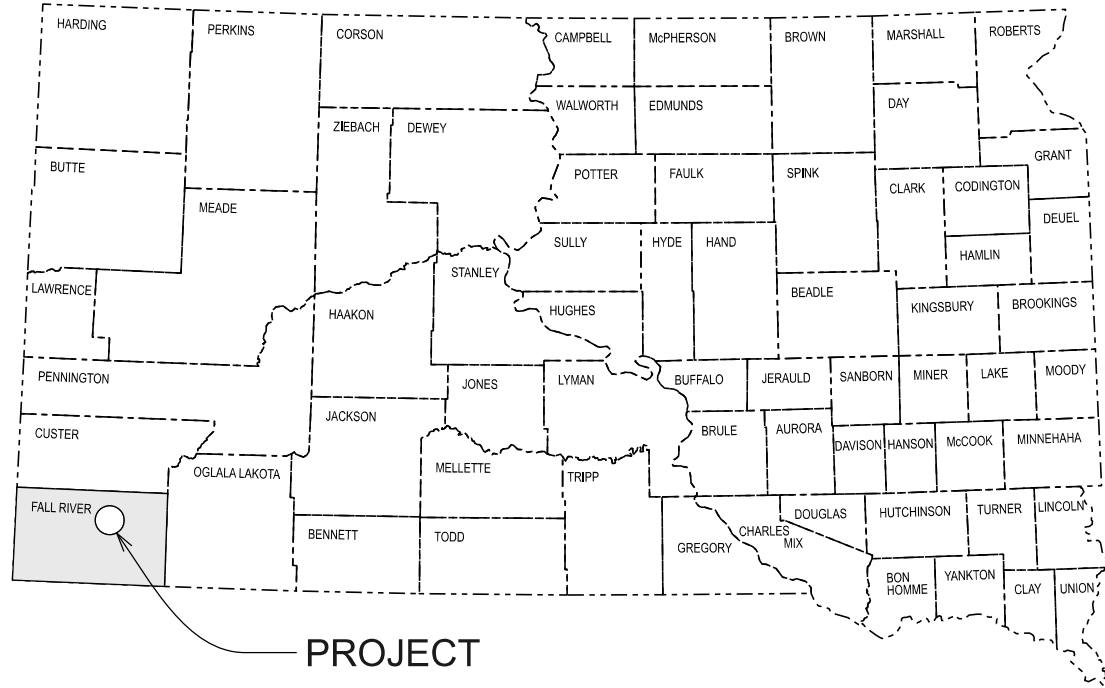 HARDING
PERKINS
CORSON
CAMPBELL
McPHERSON
BROWN
MARSHALL
ROBERTS
WALWORTH
EDMUNDS
DAY
ZIEBACH
DEWEY
GRANT
BUTTE
POTTER
FAULK
SPINK
CLARK
CODINGTON
MEADE
DEUEL
SULLY
HYDE
HAND
HAMLIN
STANLEY
LAWRENCE
BEADLE
HAAKON
HUGHES
KINGSBURY
BROOKINGS
PENNINGTON
JONES
LYMAN
BUFFALO
JERAULD
SANBORN
MINER
LAKE
MOODY
JACKSON
CUSTER
BRULE
AURORA
DAVISON
HANSON
McCOOK
MINNEHAHA
OGLALA LAKOTA
MELLETTE
TRIPP
FALL RIVER
DOUGLAS
HUTCHINSON
TURNER
LINCOLN
BENNETT
TODD
GREGORY
CHARLES
MIX
BON
HOMME
YANKTON
CLAY
UNION
PROJECT